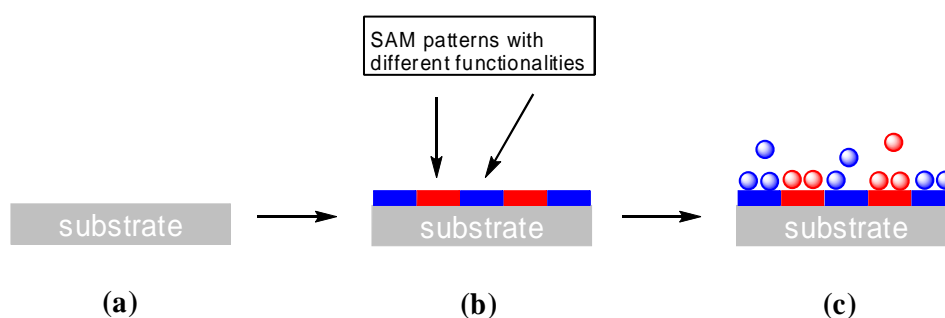 SAM patterns with
different functionalities
substrate
substrate
substrate
(a)
(b)
(c)